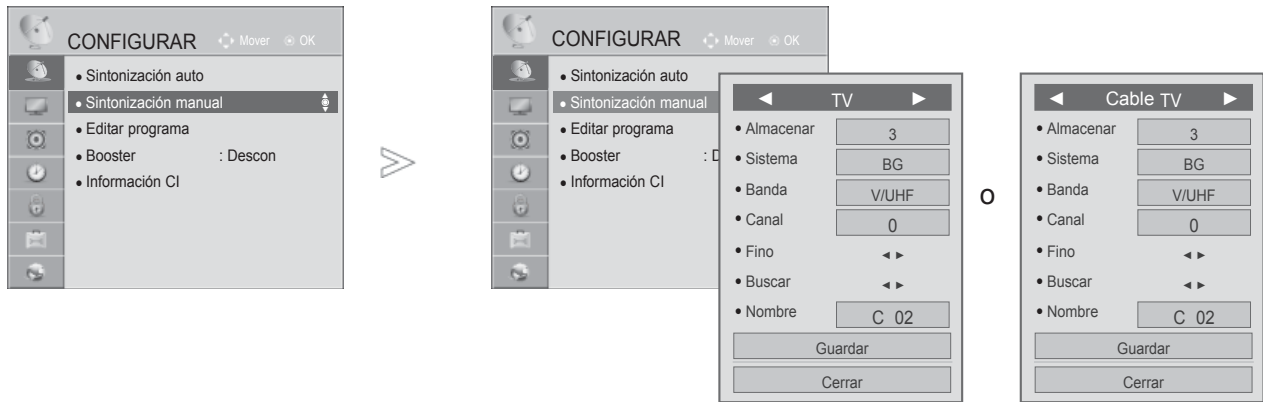 CONFIGURAR Mover OK
• Sintonización auto
• Sintonización manual
• Editar programa
• Booster : Descon
• Información CI
CONFIGURAR Mover OK
• Sintonización auto
• Sintonización manual
• Editar programa
• Booster : D
• Información CI
◄ TV ►
• Almacenar 3
• Sistema BG
• Banda V/UHF
• Canal 0
• Fino ◄ ►
• Buscar ◄ ►
• Nombre C 02
Guardar
Cerrar
o
◄ Cable TV ►
• Almacenar 3
• Sistema BG
• Banda V/UHF
• Canal 0
• Fino ◄ ►
• Buscar ◄ ►
• Nombre C 02
Guardar
Cerrar